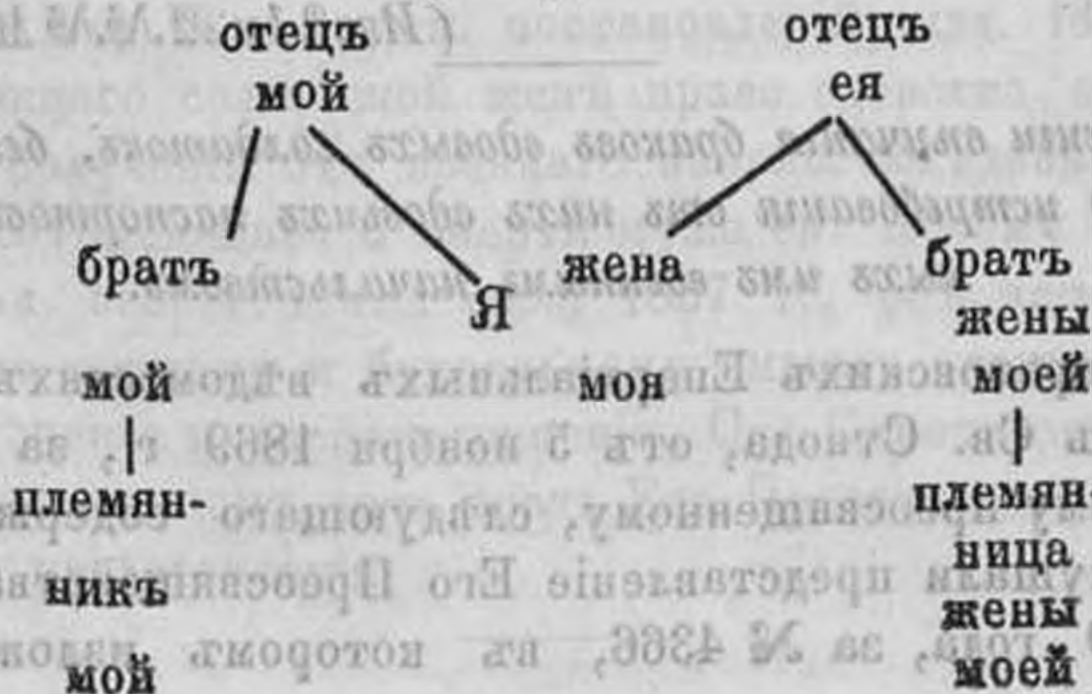 отецъ отецъ
мой ея
братъ Я жена братъ
жены
мой моя моей
племян- племян
никъ ница
жены
мой моей